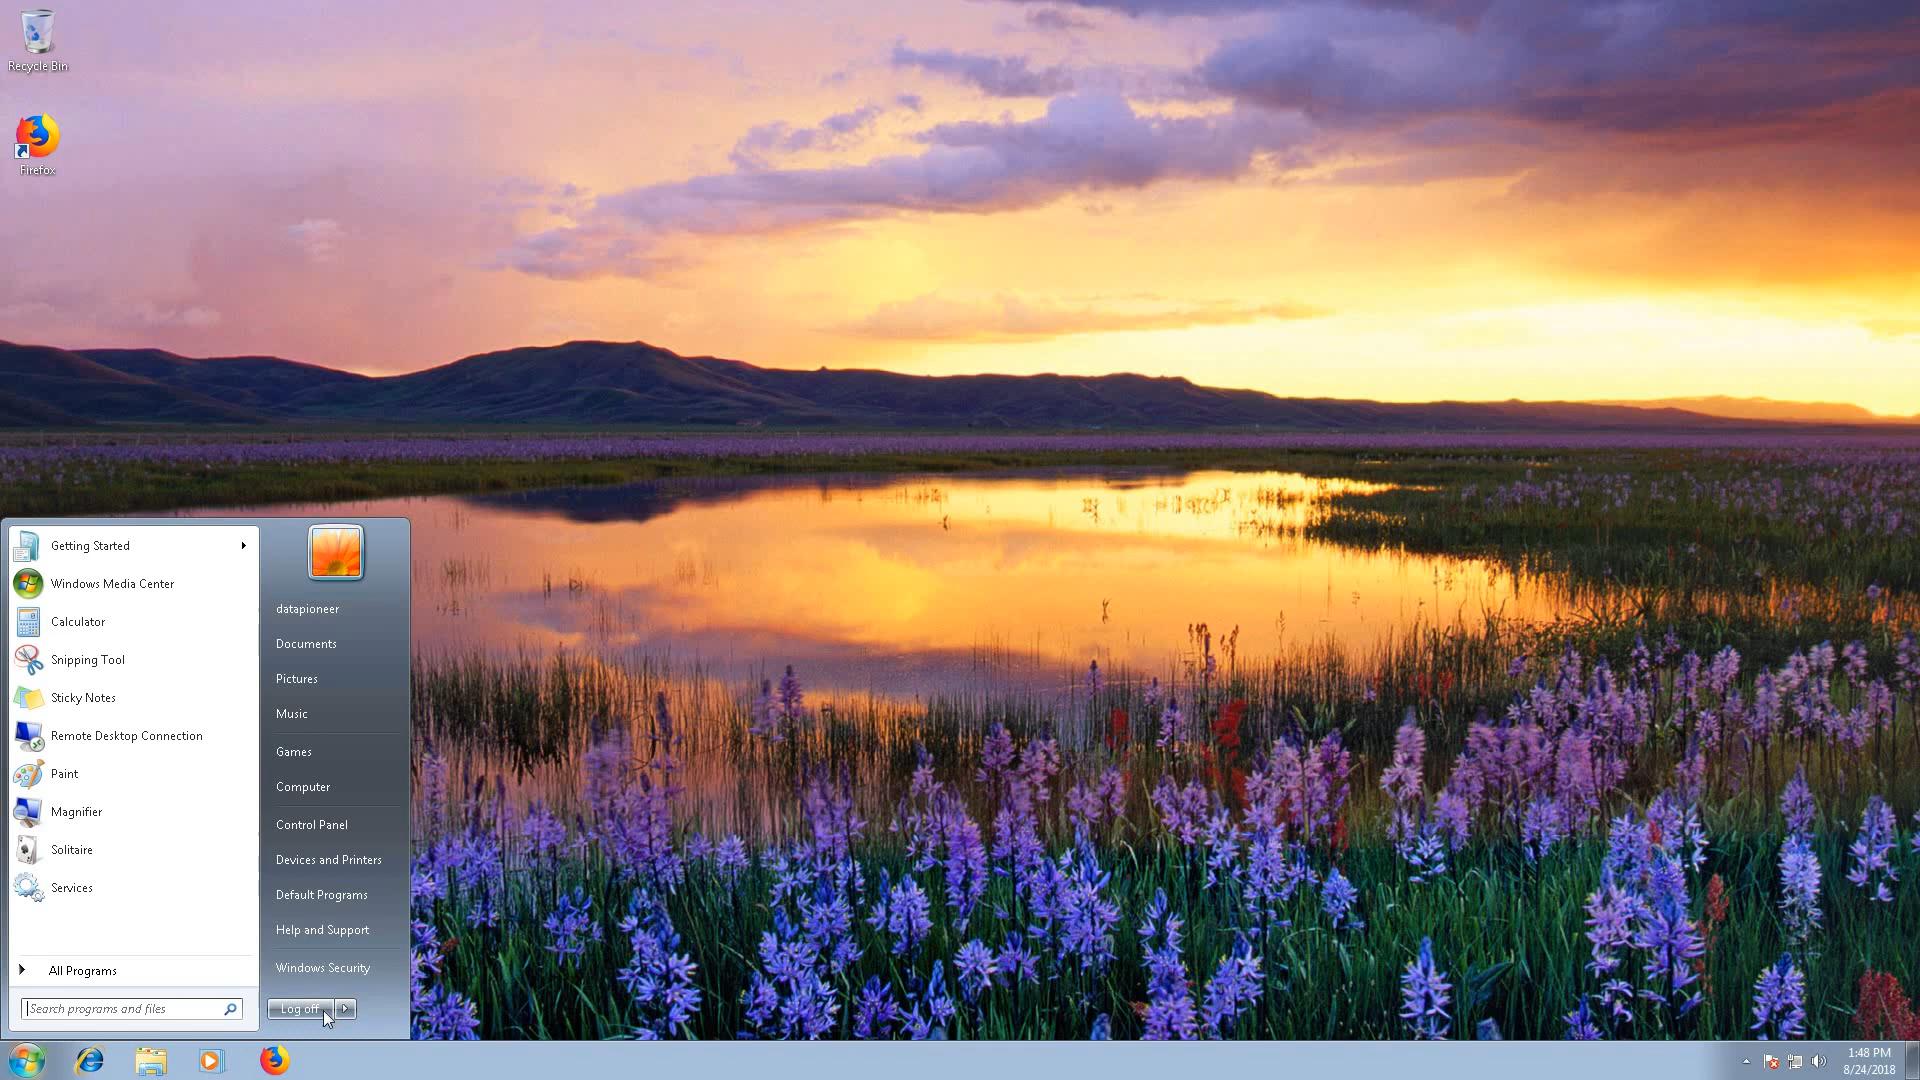 Recycle Bin
Firefox
Getting Started
Windows Media Center
Calculator
Snipping Tool
Sticky Notes
Remote Desktop Connection
Paint
Magnifier
Solitaire
Services
All Programs
Search programs and files
datapioneer
Documents
Pictures
Music
Games
Computer
Control Panel
Devices and Printers
Default Programs
Help and Support
Windows Security
Log off
1:48 PM
8/24/2018